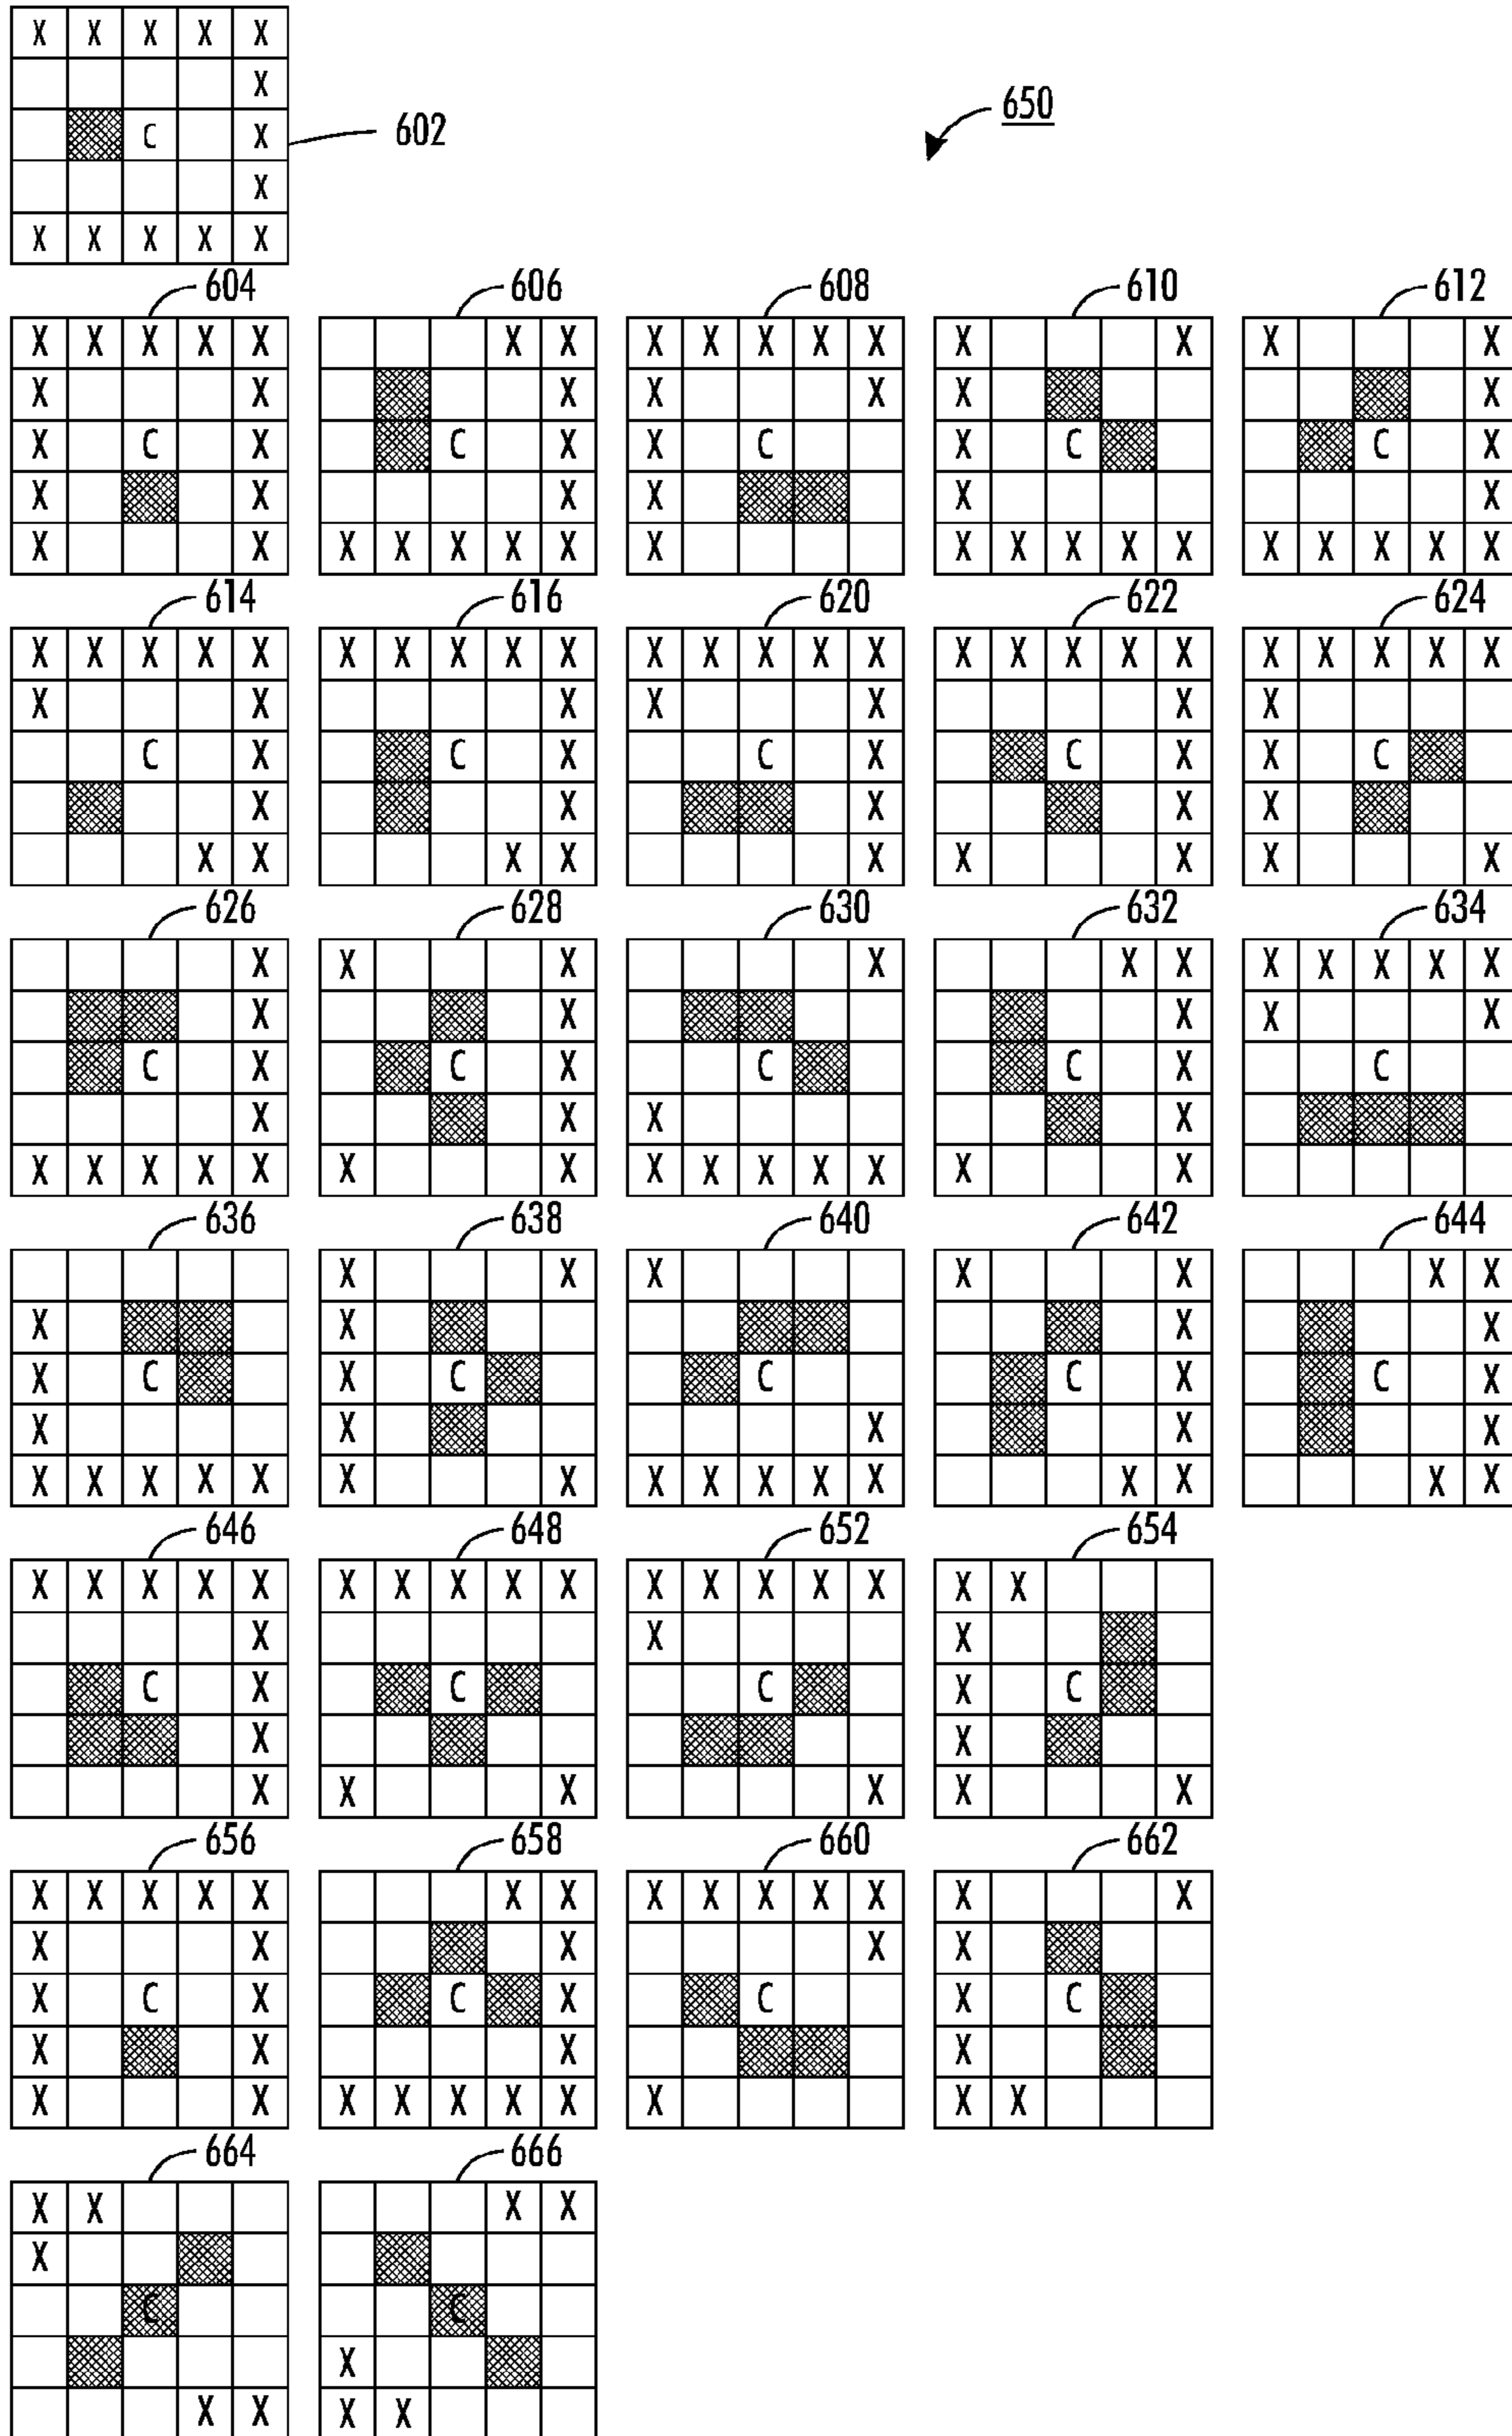 X X X X X
X
650
C X 602
X
X X X X X
604 606 608 610 612
X X X X X X X X X X X X X X X X X
X X X X X X X
X C X C X X C X C C X
X X X X X X
X X X X X X X X X X X X X X X X X X
614 616 620 622 624
X X X X X X X X X X X X X X X X X X X X X X X X X
X X X X X X X
C X C X C X C X X C
X X X X X
X X X X X X X X X
626 628 630 632 634
X X X X X X X X X X X
X X X X X
C X C X C C X C
X X X X
X X X X X X X X X X X X X X
636 638 640 642 644
X X X X X X X
X X X X
X C X C C C X C X
X X X X X
X X X X X X X X X X X X X X X X
646 648 652 654
X X X X X X X X X X X X X X X X X
X X X
C X C C X C
X X
X X X X X X
656 658 660 662
X X X X X X X X X X X X X X
X X X X X
X C X C X C X C
X X X X
X X X X X X X X X X
664 666
X X X X
X
C C
X
X X X X